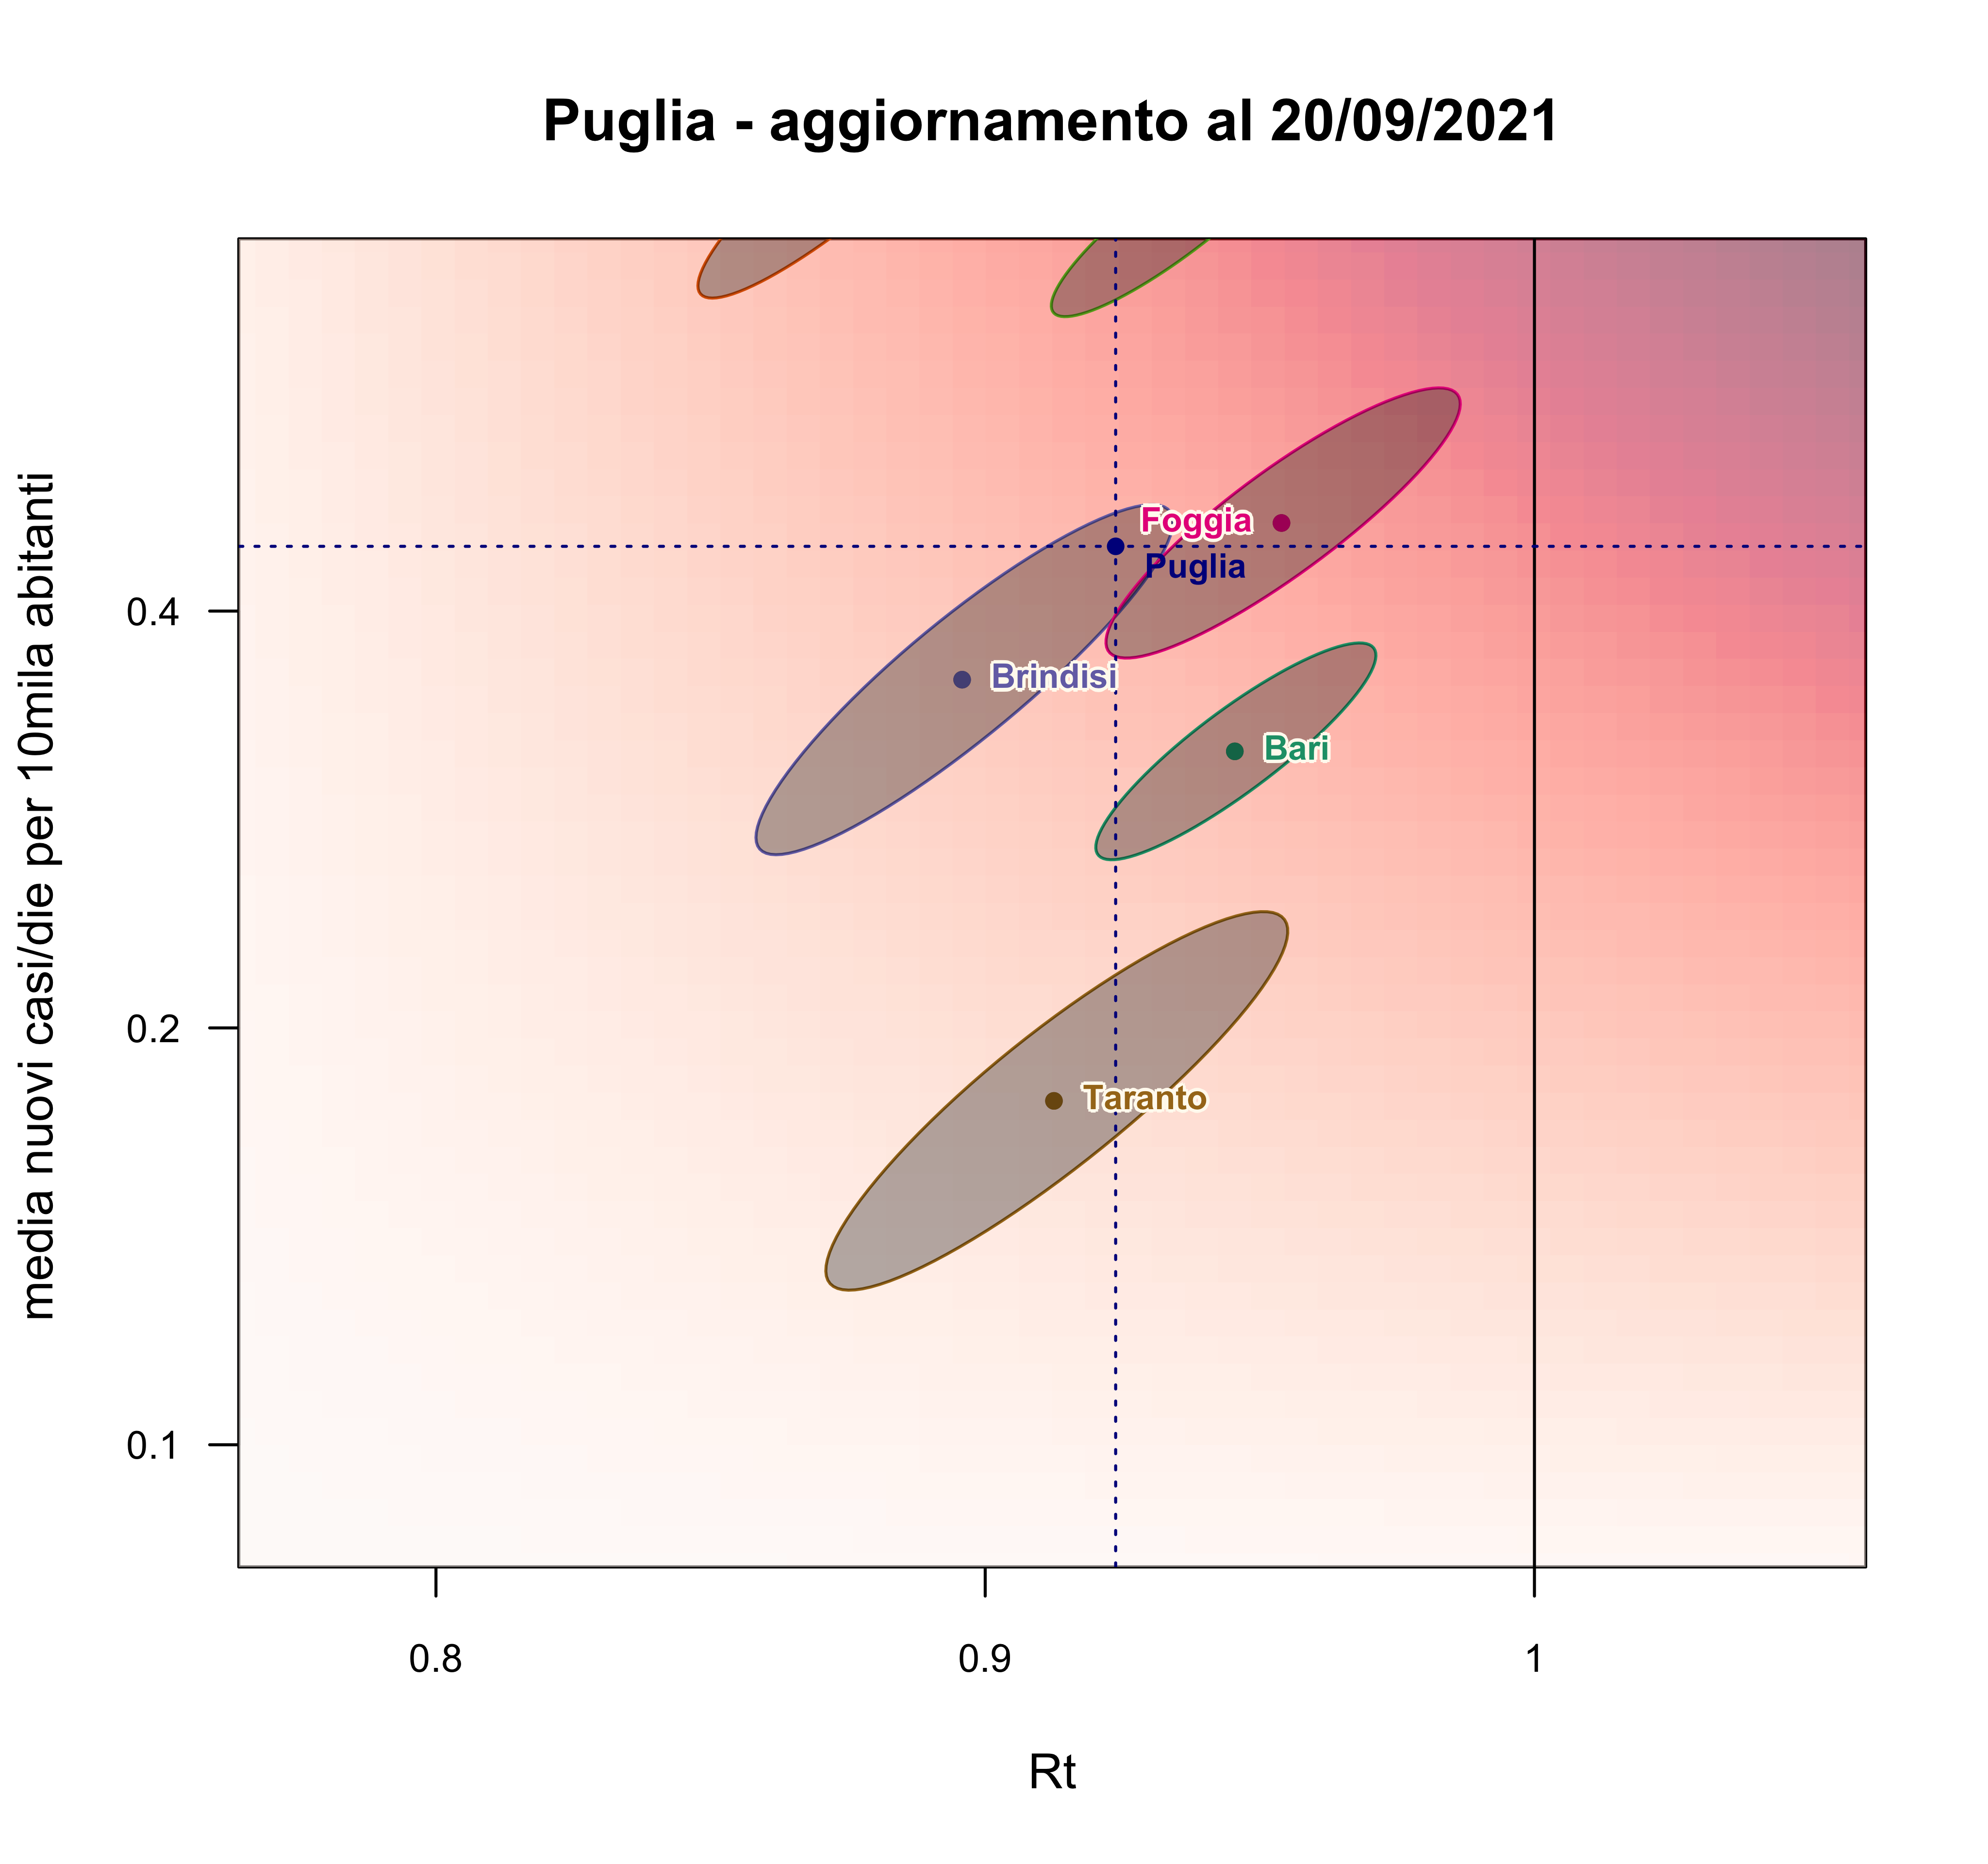 Puglia - aggiornamento al 20/09/2021
media nuovi casi/die per 10mila abitanti
0.4
0.2
0.1
Foggia
Puglia
Brindisi
Bari
Taranto
0.8
0.9
1
Rt